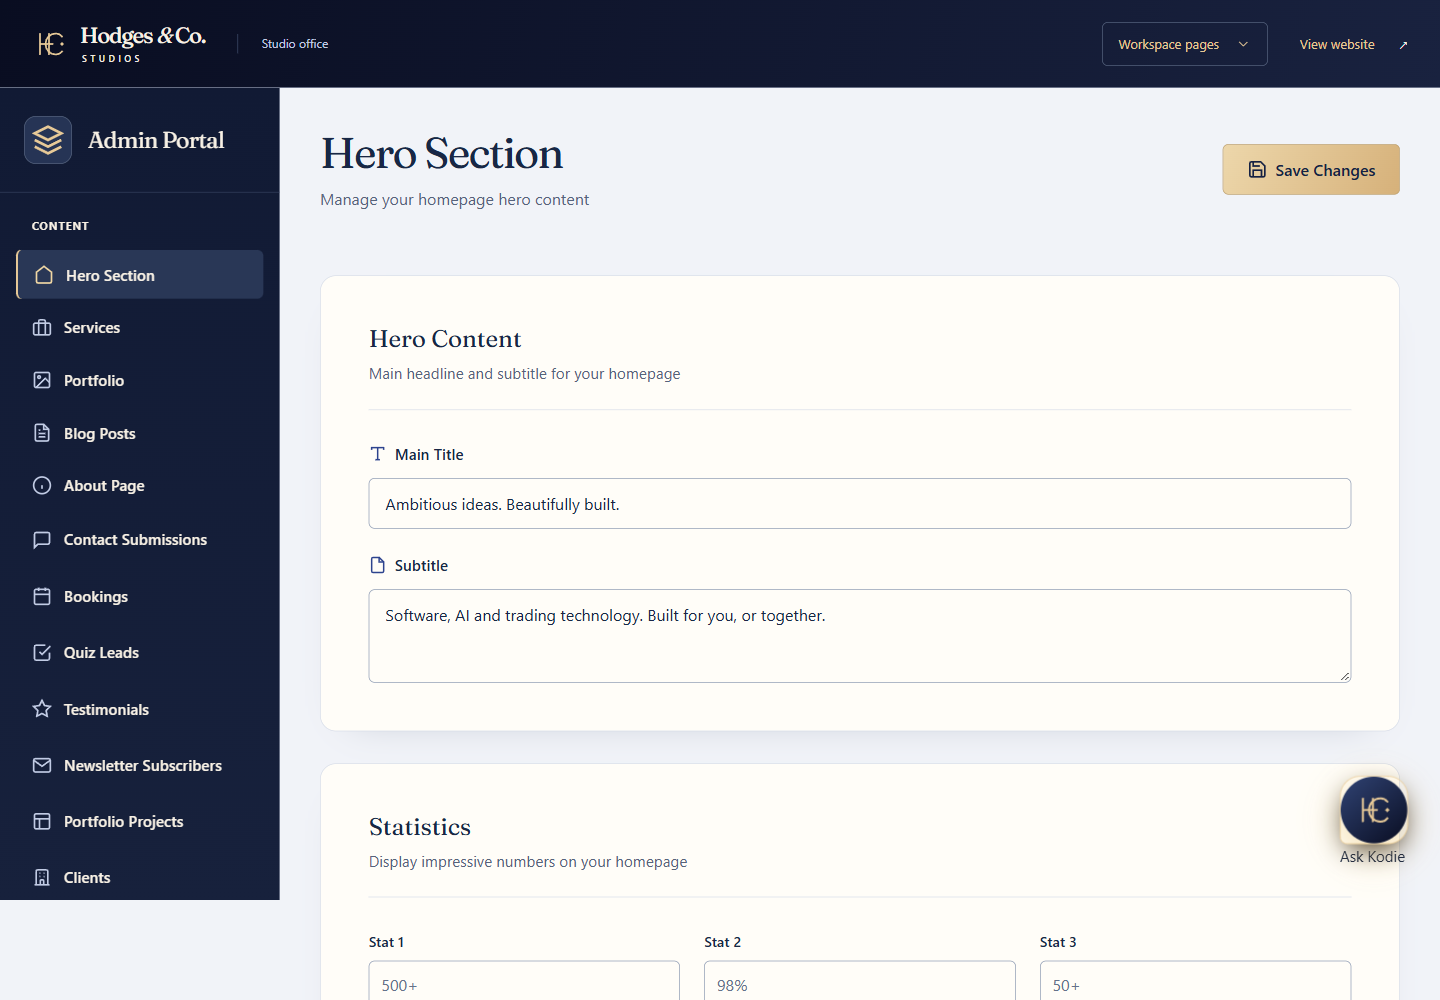 Hodges & Co.
STUDIOS
Studio office
Workspace pages
View website
Admin Portal
CONTENT
Hero Section
Services
Portfolio
Blog Posts
About Page
Contact Submissions
Bookings
Quiz Leads
Testimonials
Newsletter Subscribers
Portfolio Projects
Clients
Hero Section
Manage your homepage hero content
Save Changes
Hero Content
Main headline and subtitle for your homepage
Main Title
Ambitious ideas. Beautifully built.
Subtitle
Software, AI and trading technology. Built for you, or together.
Statistics
Display impressive numbers on your homepage
Stat 1
Stat 2
Stat 3
500+
98%
50+
Ask Kodie